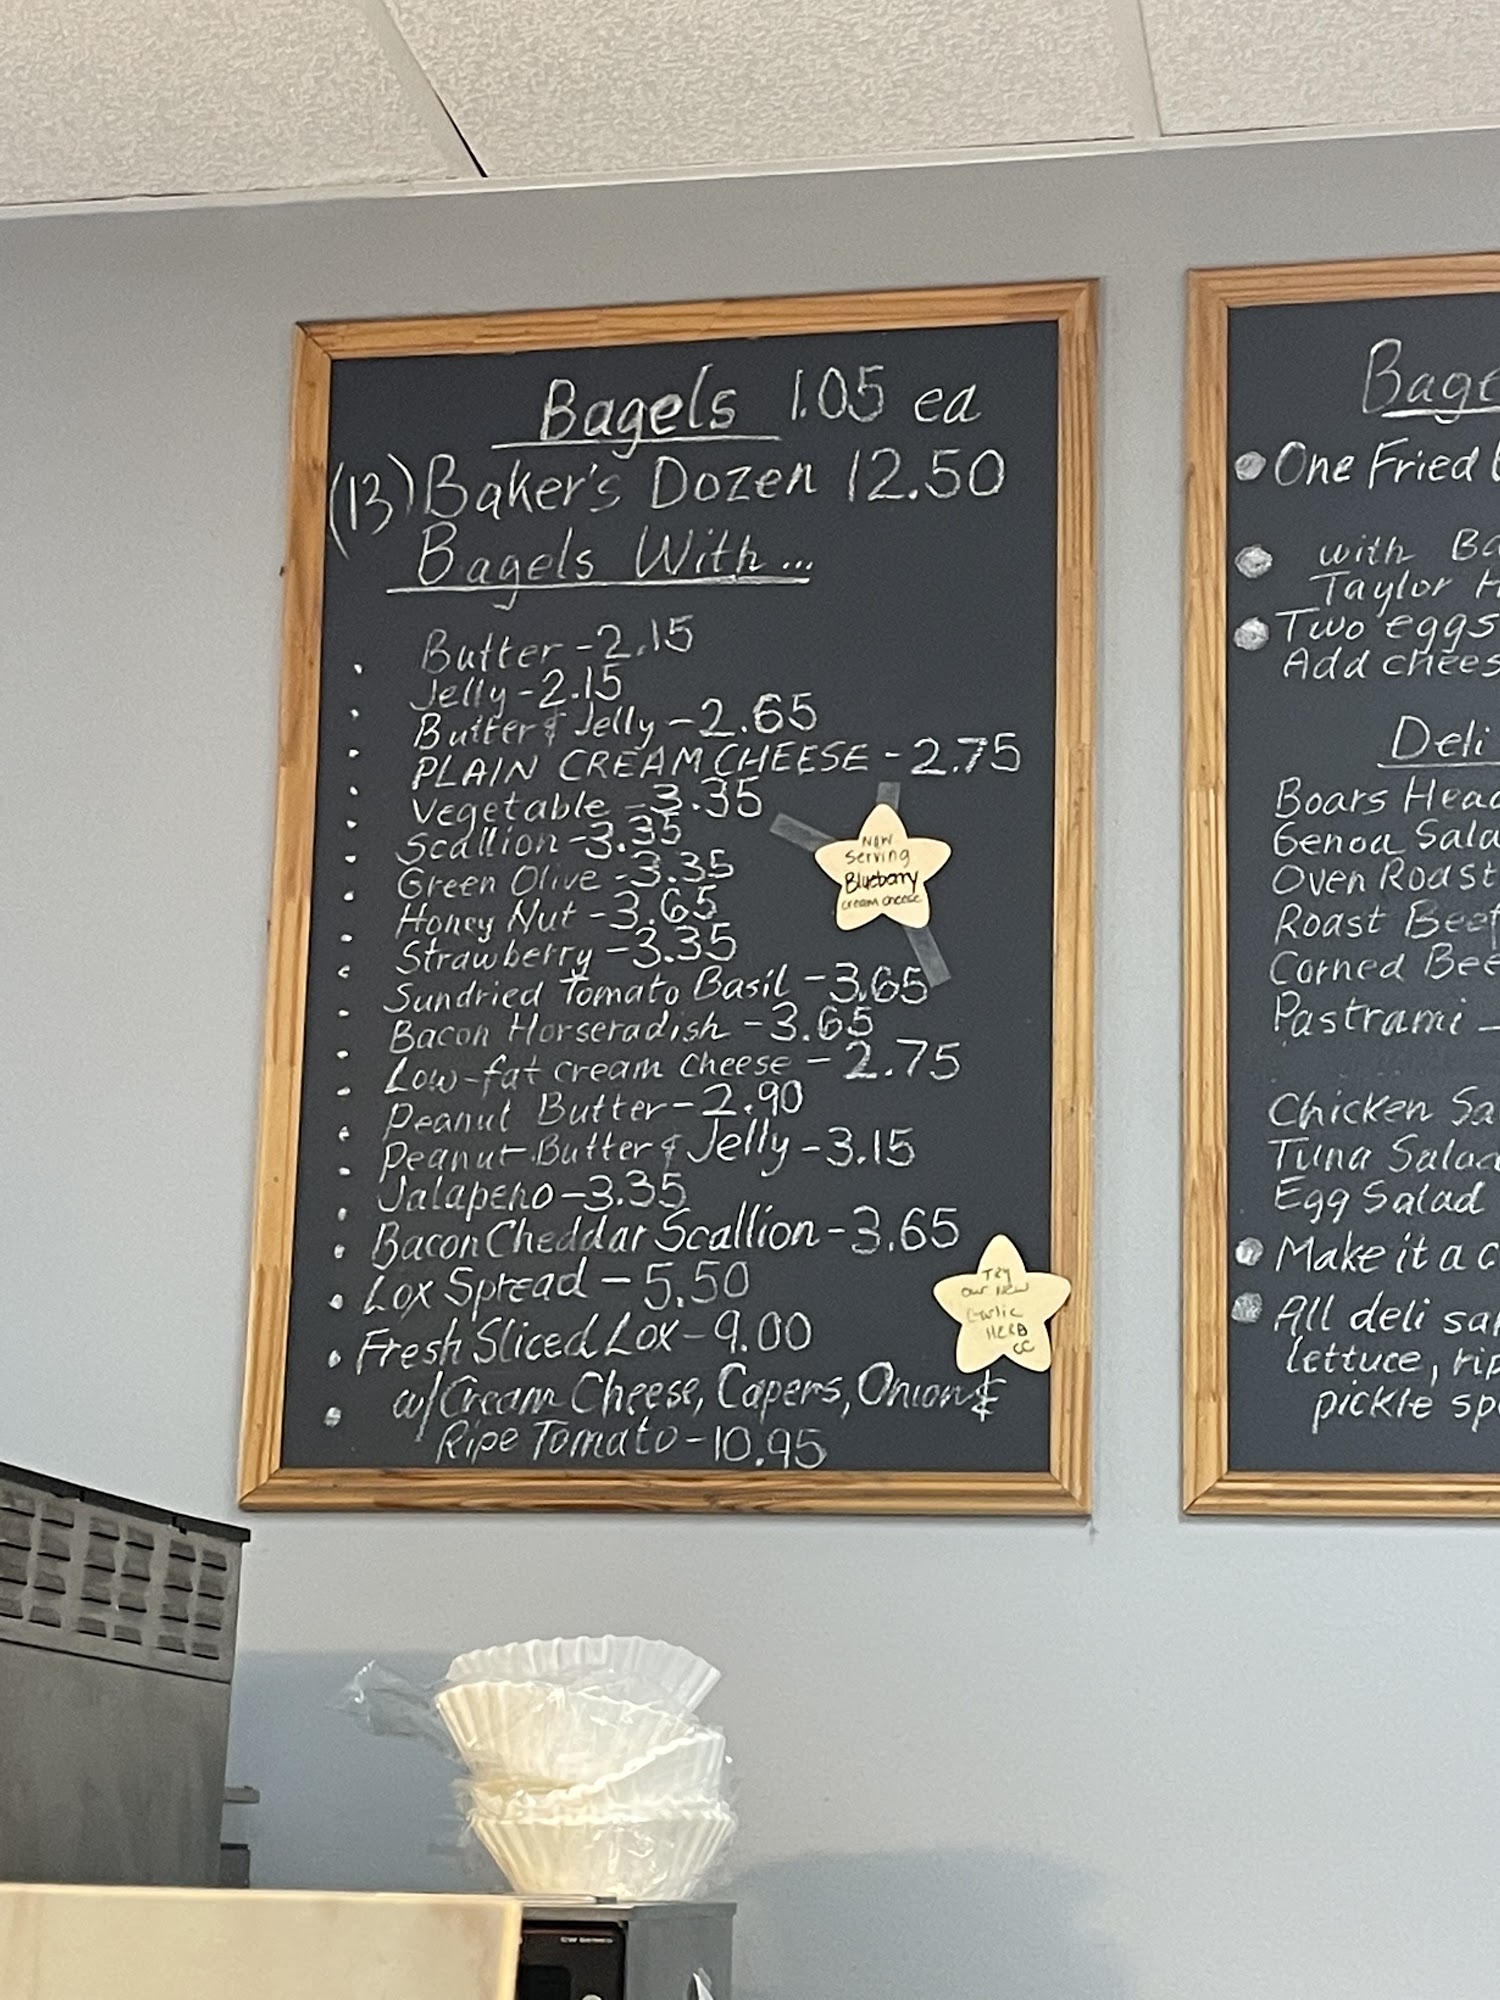 Bagels 1.05 ea
(13) Baker's Dozen 12.50
Bagels With...
Butter - 2.15
Jelly - 2.15
Butter & Jelly - 2.65
PLAIN CREAM CHEESE - 2.75
Vegetable - 3.35
Scallion - 3.35
Green Olive - 3.35
Honey Nut - 3.65
Strawberry - 3.35
Sundried Tomato Basil - 3.65
Bacon Horseradish - 3.65
Low-fat cream cheese - 2.75
Peanut Butter - 2.90
Peanut Butter & Jelly - 3.15
Jalapeno - 3.35
Bacon Cheddar Scallion - 3.65
Lox Spread - 5.50
Fresh Sliced Lox - 9.00
w/ Cream Cheese, Capers, Onion &
Ripe Tomato - 10.95
NOW
Serving
Blueberry
cream cheese
TRY
our New
Garlic
HERB
CC
Bage
One Fried
with Ba
Taylor H
Two eggs
Add chees
Deli
Boars Head
Genoa Sala
Oven Roast
Roast Beef
Corned Bee
Pastrami -
Chicken Sa
Tuna Salad
Egg Salad
Make it a c
All deli sa
lettuce, rip
pickle sp